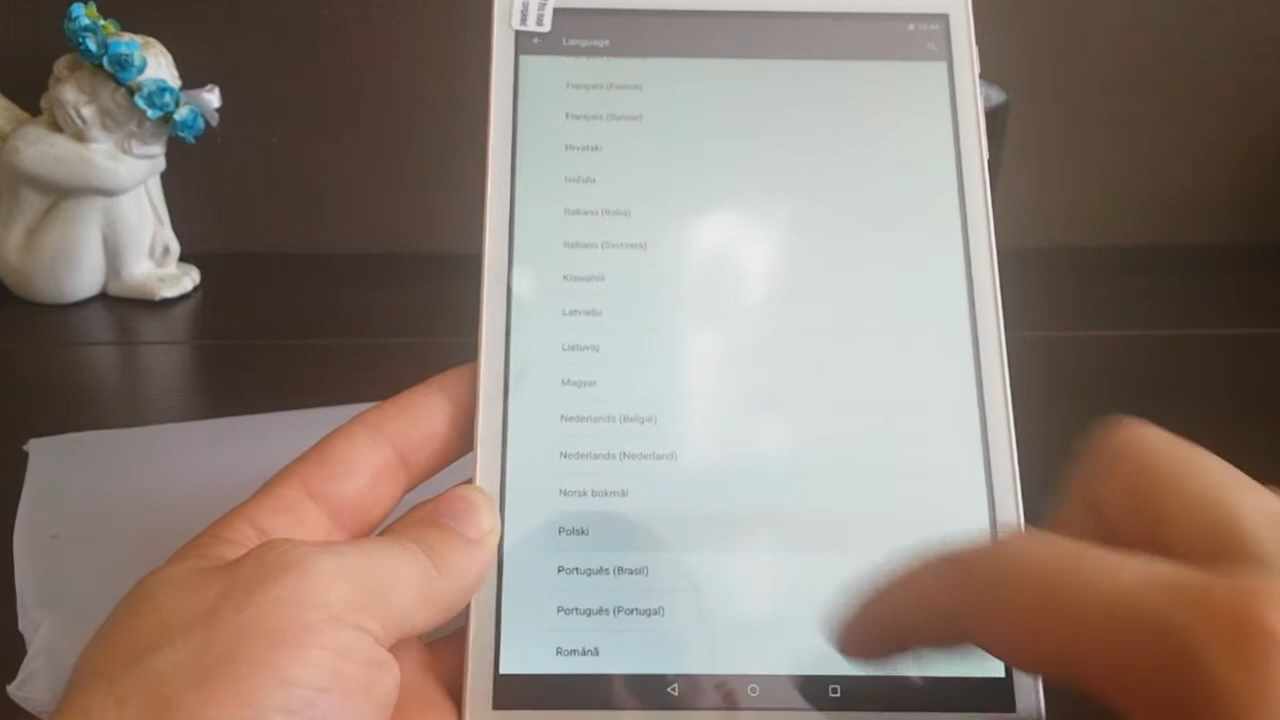 Language
Français (France)
Français (Suisse)
Hrvatski
IsiZulu
Italiano (Italia)
Italiano (Svizzera)
Kiswahili
Latviešu
Lietuvių
Magyar
Nederlands (België)
Nederlands (Nederland)
Norsk bokmål
Polski
Português (Brasil)
Português (Portugal)
Română